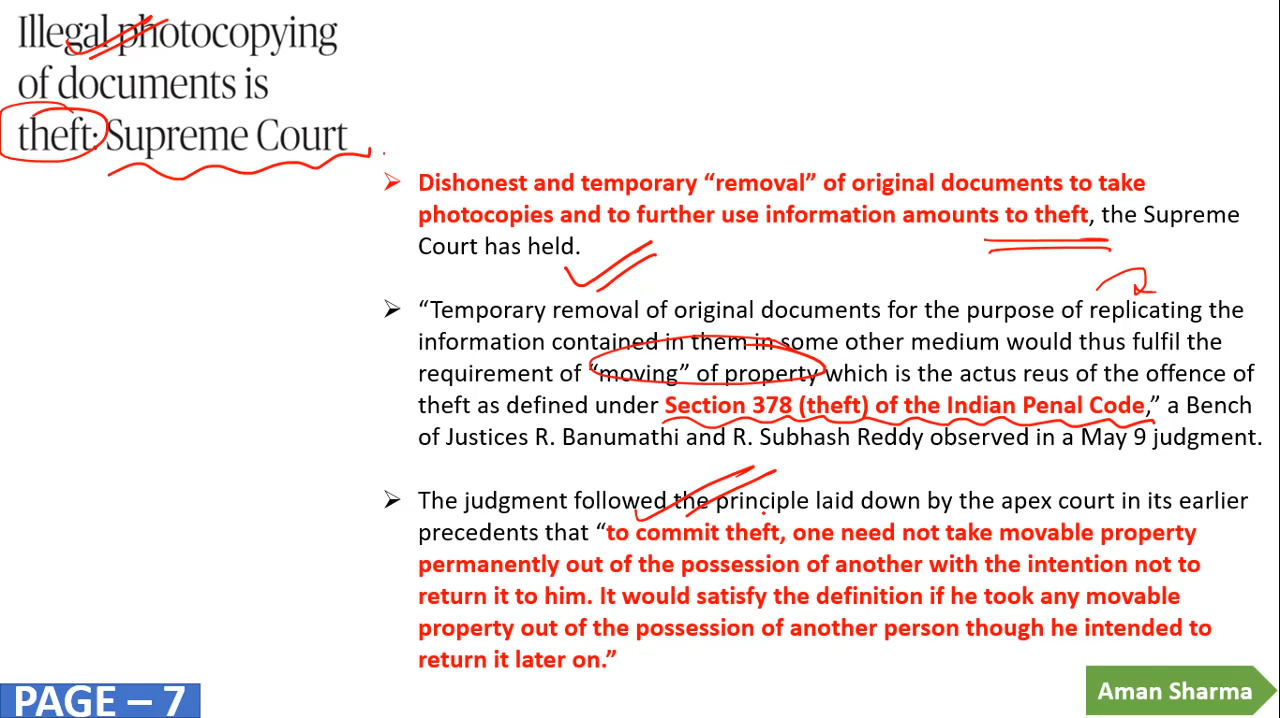 Illegal photocopying
of documents is
theft: Supreme Court
➢ Dishonest and temporary “removal” of original documents to take
photocopies and to further use information amounts to theft, the Supreme
Court has held.
➢ “Temporary removal of original documents for the purpose of replicating the
information contained in them in some other medium would thus fulfil the
requirement of “moving” of property which is the actus reus of the offence of
theft as defined under Section 378 (theft) of the Indian Penal Code,” a Bench
of Justices R. Banumathi and R. Subhash Reddy observed in a May 9 judgment.
➢ The judgment followed the principle laid down by the apex court in its earlier
precedents that “to commit theft, one need not take movable property
permanently out of the possession of another with the intention not to
return it to him. It would satisfy the definition if he took any movable
property out of the possession of another person though he intended to
return it later on.”
PAGE – 7
Aman Sharma